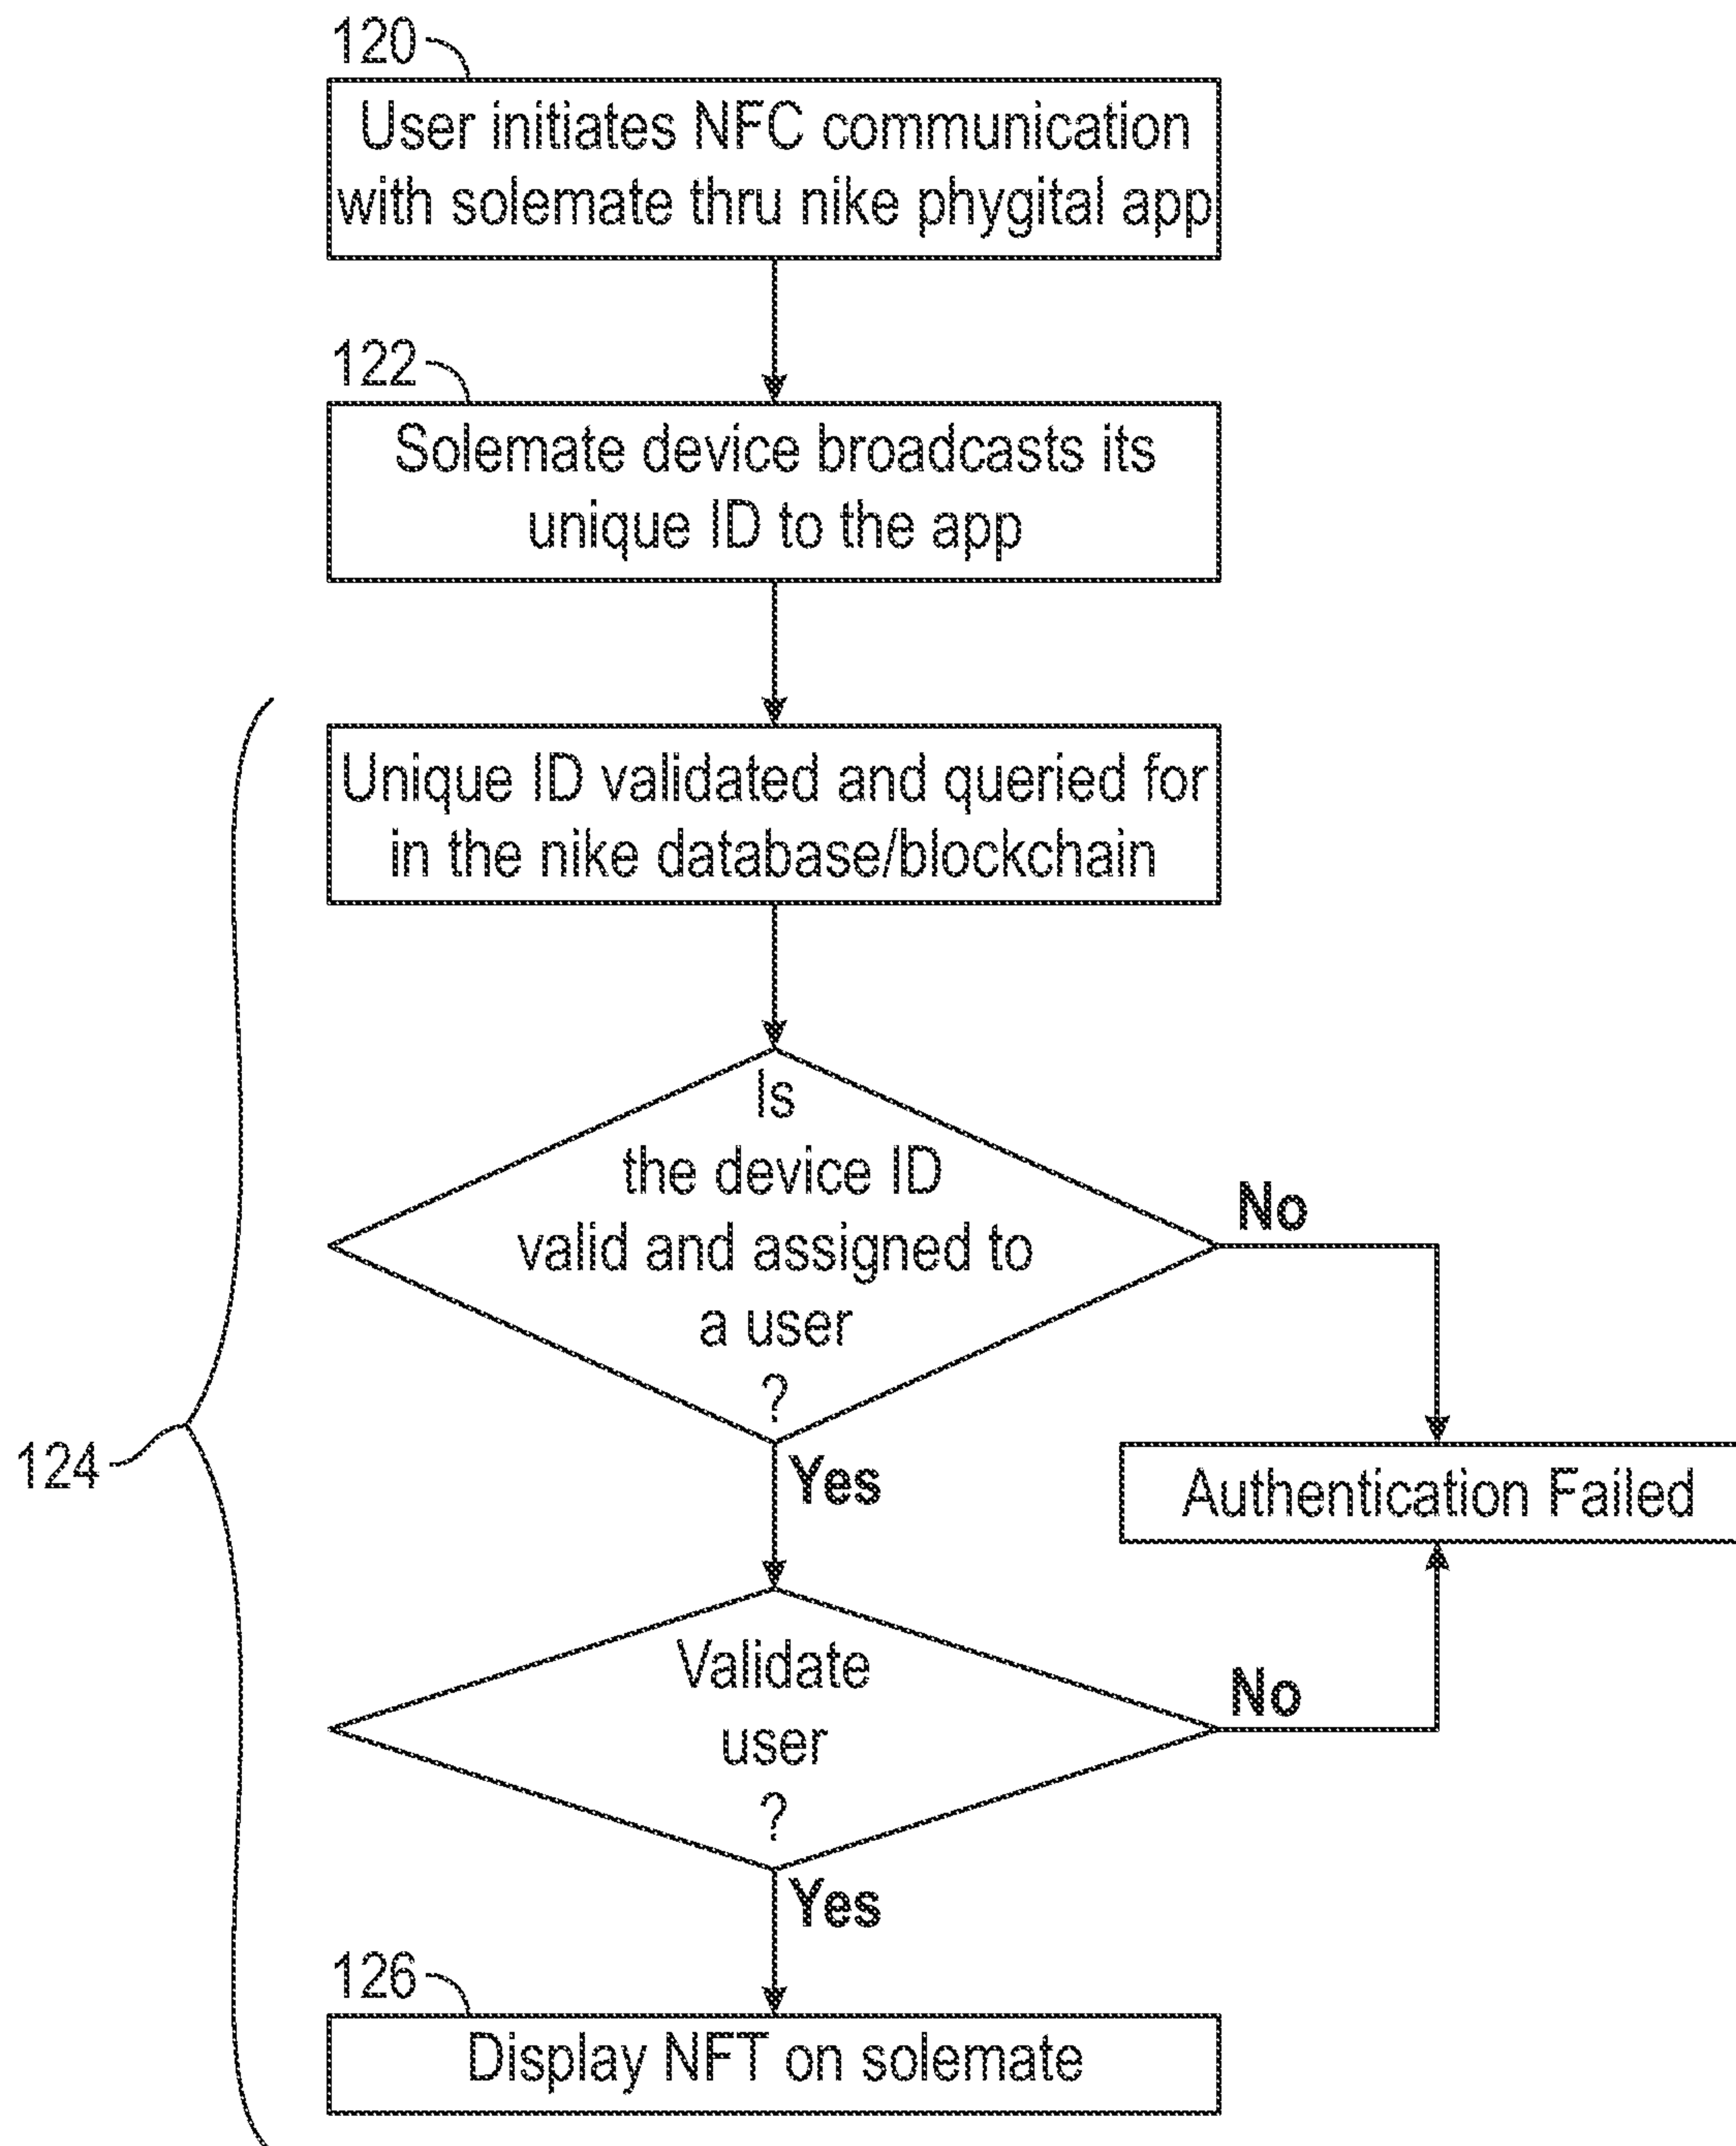 120
User initiates NFC communication
with solemate thru nike phygital app
122
Solemate device broadcasts its
unique ID to the app
Unique ID validated and queried for
in the nike database/blockchain
Is
the device ID
valid and assigned to
a user
?
No
124
Yes
Authentication Failed
Validate
user
?
No
Yes
126
Display NFT on solemate